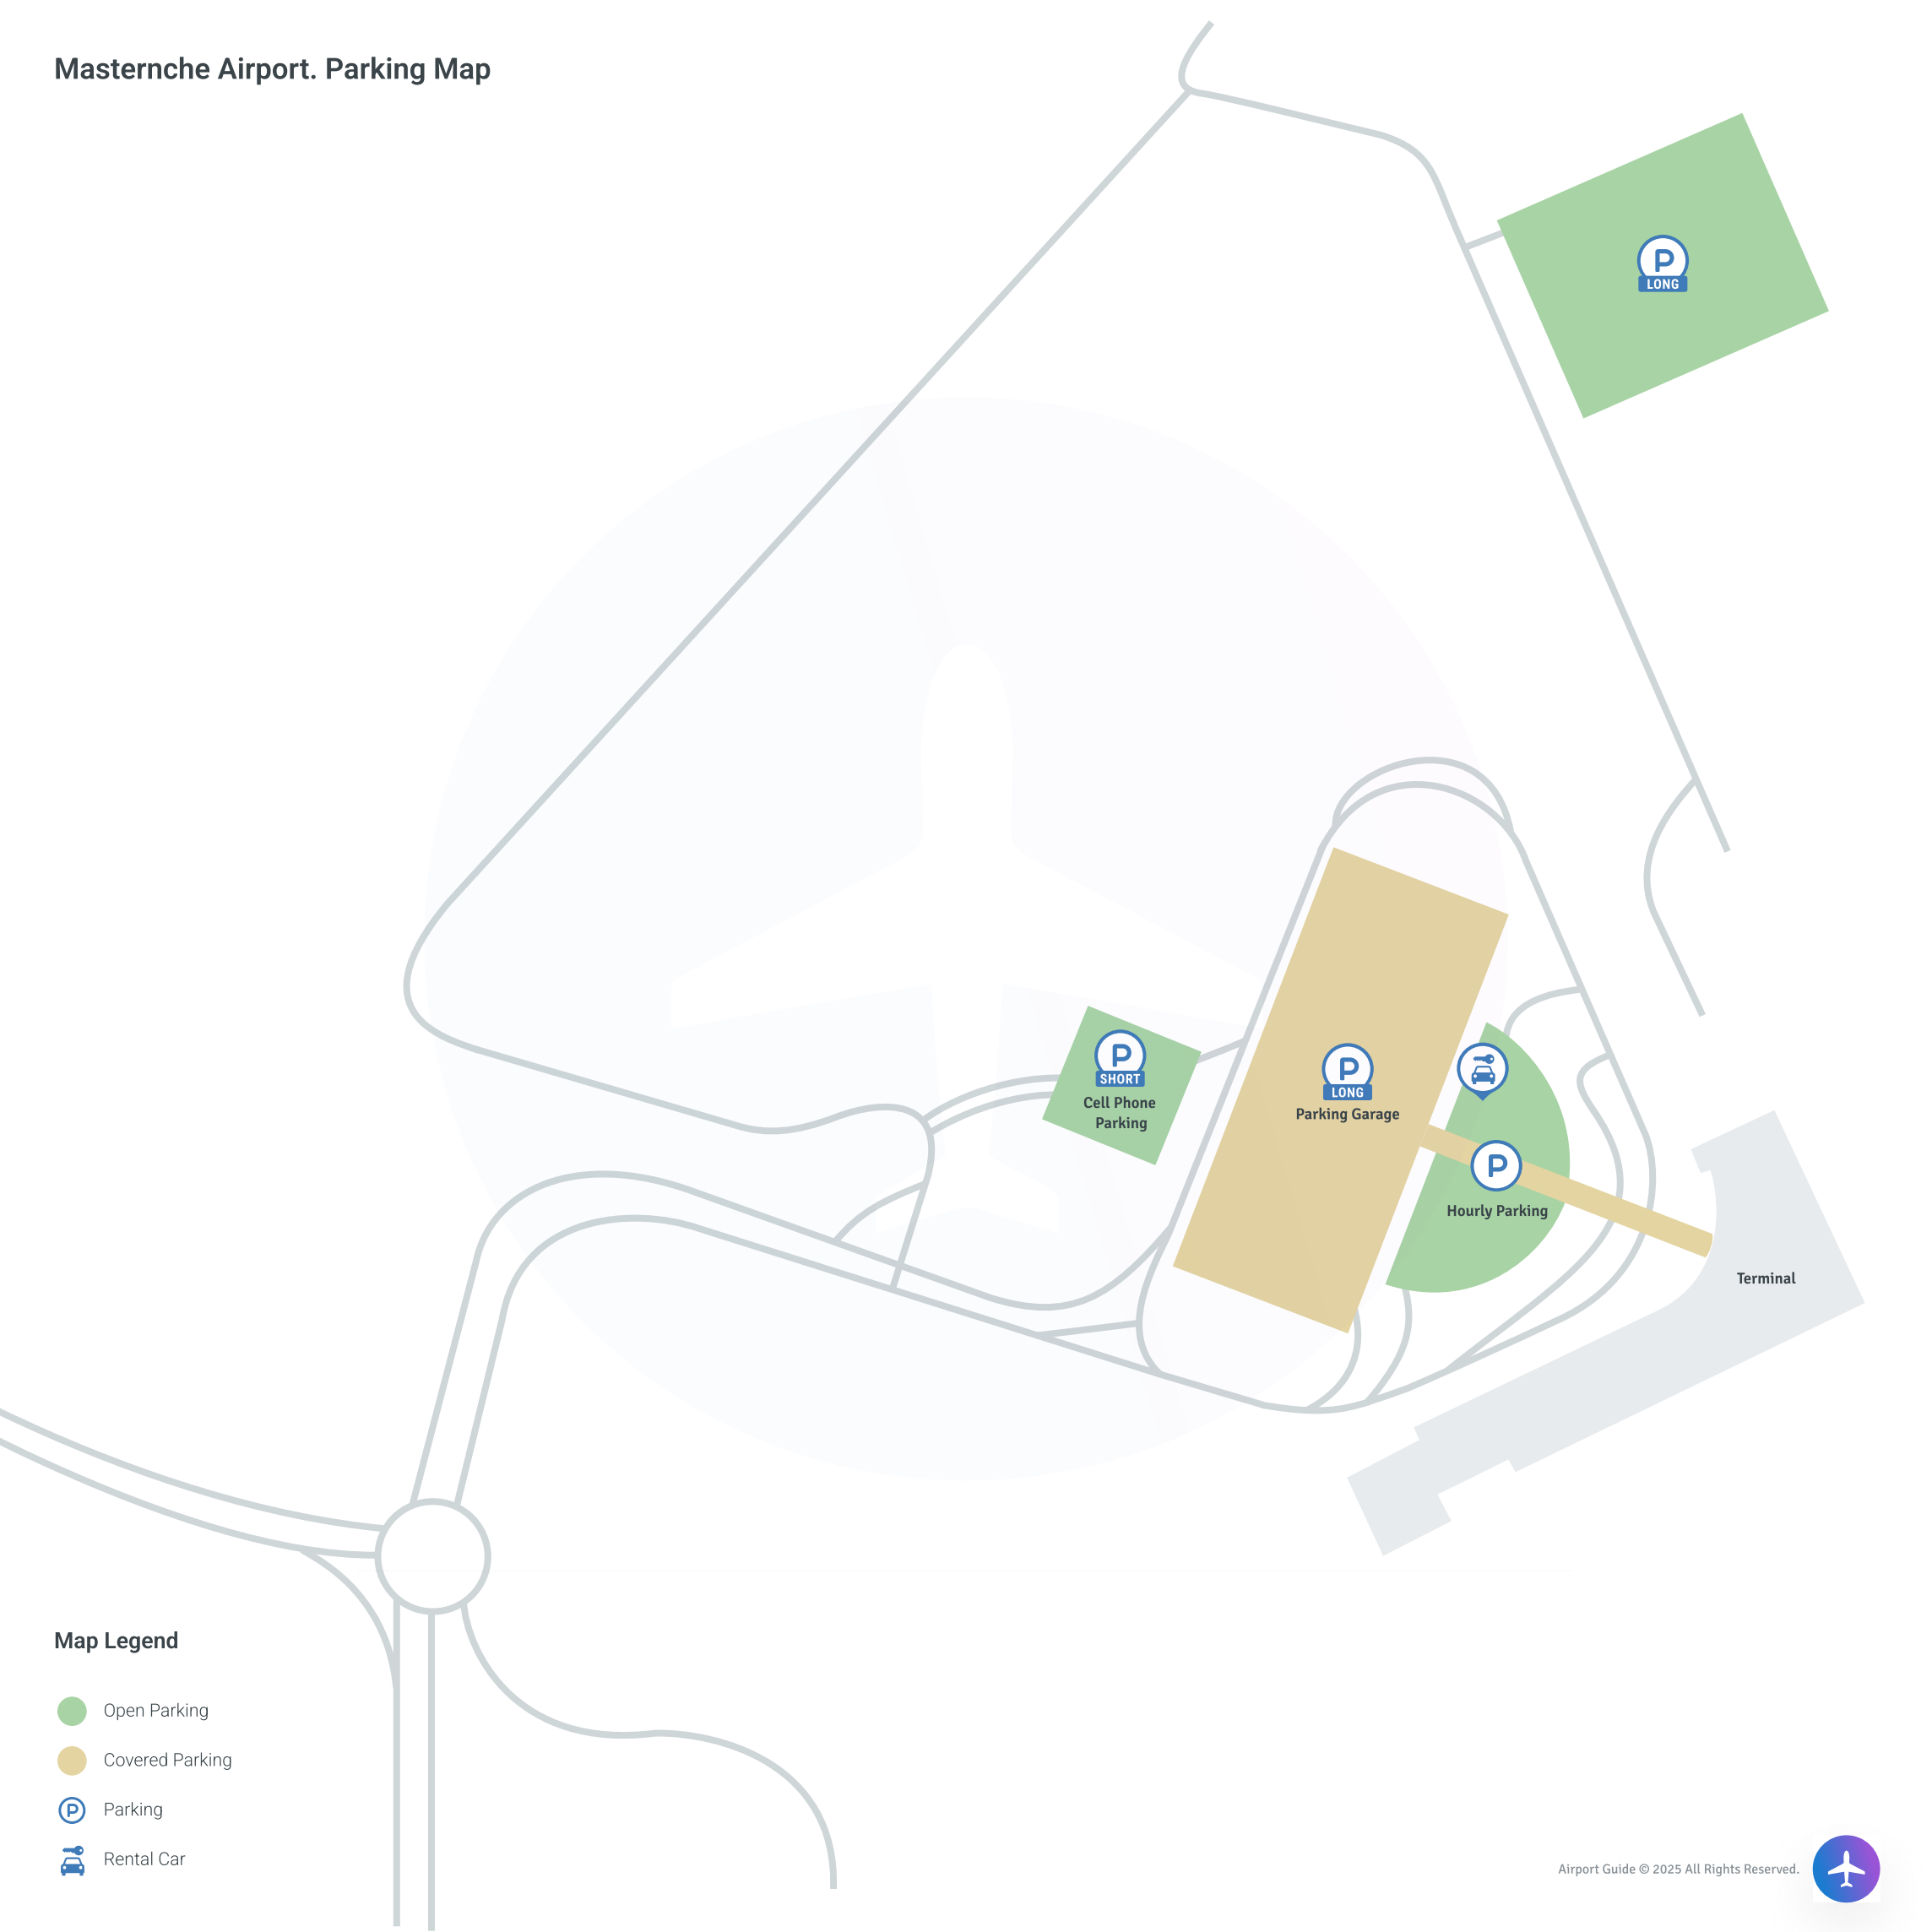 Masternche Airport. Parking Map
P
LONG
P
SHORT
Cell Phone
Parking
P
LONG
Parking Garage
P
Hourly Parking
Terminal
Map Legend
Open Parking
Covered Parking
P Parking
Rental Car
Airport Guide © 2025 All Rights Reserved.